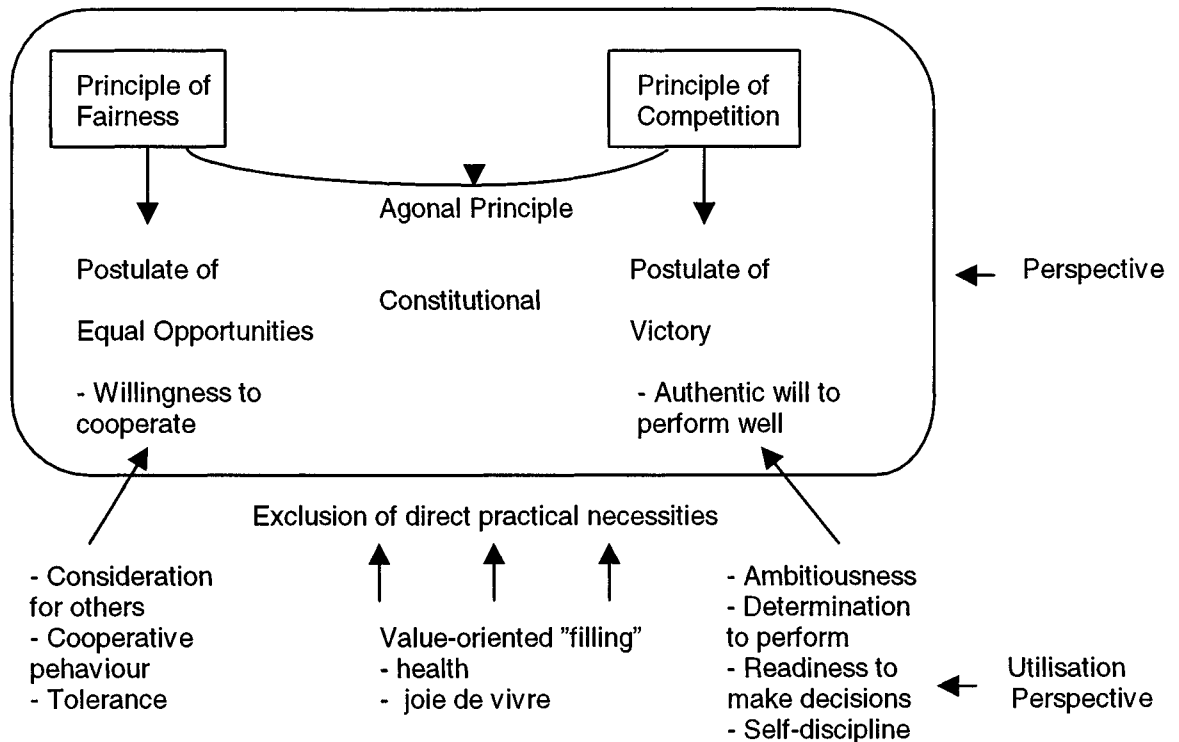 Principle of
Fairness
Principle of
Competition
Agonal Principle
Postulate of
Equal Opportunities
Constitutional
Postulate of
Victory
Perspective
- Willingness to
cooperate
- Authentic will to
perform well
Exclusion of direct practical necessities
- Consideration
for others
- Cooperative
pehaviour
- Tolerance
Value-oriented "filling"
- health
- joie de vivre
- Ambitiousness
- Determination
to perform
- Readiness to
make decisions
- Self-discipline
Utilisation
Perspective